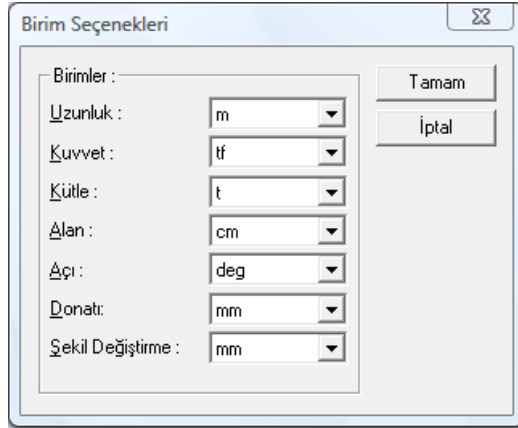 Birim Seçenekleri
Birimler :
Uzunluk : m
Kuvvet : tf
Kütle : t
Alan : cm
Açı : deg
Donatı: mm
Şekil Değiştirme : mm
Tamam
İptal